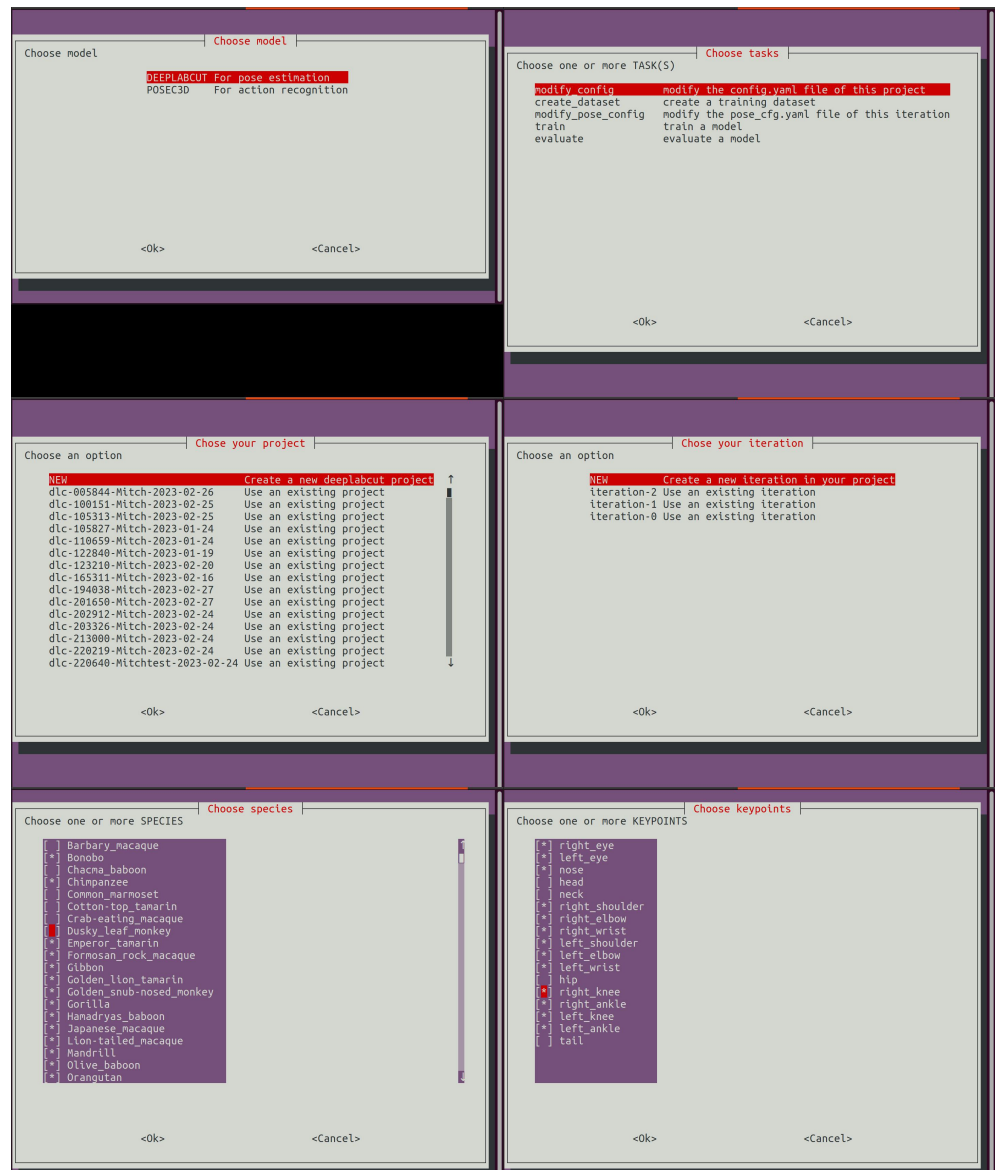 Choose model
Choose model
DEEPLABCUT For pose estimation
POSEC3D For action recognition
<Ok> <Cancel>
Choose tasks
Choose one or more TASK(S)
modify_config modify the config.yaml file of this project
create_dataset create a training dataset
modify_pose_config modify the pose_cfg.yaml file of this iteration
train train a model
evaluate evaluate a model
<Ok> <Cancel>
Chose your project
Choose an option
NEW Create a new deeplabcut project ↑
dlc-005844-Mitch-2023-02-26 Use an existing project
dlc-100151-Mitch-2023-02-25 Use an existing project
dlc-105313-Mitch-2023-02-25 Use an existing project
dlc-105827-Mitch-2023-01-24 Use an existing project
dlc-110659-Mitch-2023-01-24 Use an existing project
dlc-122840-Mitch-2023-01-19 Use an existing project
dlc-123210-Mitch-2023-02-20 Use an existing project
dlc-165311-Mitch-2023-02-16 Use an existing project
dlc-194038-Mitch-2023-02-27 Use an existing project
dlc-201650-Mitch-2023-02-27 Use an existing project
dlc-202912-Mitch-2023-02-24 Use an existing project
dlc-203326-Mitch-2023-02-24 Use an existing project
dlc-213000-Mitch-2023-02-24 Use an existing project
dlc-220219-Mitch-2023-02-24 Use an existing project
dlc-220640-Mitchtest-2023-02-24 Use an existing project ↓
<Ok> <Cancel>
Chose your iteration
Choose an option
NEW Create a new iteration in your project
iteration-2 Use an existing iteration
iteration-1 Use an existing iteration
iteration-0 Use an existing iteration
<Ok> <Cancel>
Choose species
Choose one or more SPECIES
[ ] Barbary_macaque
[*] Bonobo
[ ] Chacma_baboon
[*] Chimpanzee
[ ] Common_marmoset
[ ] Cotton-top_tamarin
[ ] Crab-eating_macaque
[ ] Dusky_leaf_monkey
[*] Emperor_tamarin
[*] Formosan_rock_macaque
[*] Gibbon
[*] Golden_lion_tamarin
[*] Golden_snub-nosed_monkey
[*] Gorilla
[*] Hamadryas_baboon
[*] Japanese_macaque
[*] Lion-tailed_macaque
[*] Mandrill
[*] Olive_baboon
[*] Orangutan
<Ok> <Cancel>
Choose keypoints
Choose one or more KEYPOINTS
[*] right_eye
[*] left_eye
[*] nose
[ ] head
[ ] neck
[*] right_shoulder
[*] right_elbow
[*] right_wrist
[*] left_shoulder
[*] left_elbow
[*] left_wrist
[ ] hip
[*] right_knee
[*] right_ankle
[*] left_knee
[*] left_ankle
[ ] tail
<Ok> <Cancel>